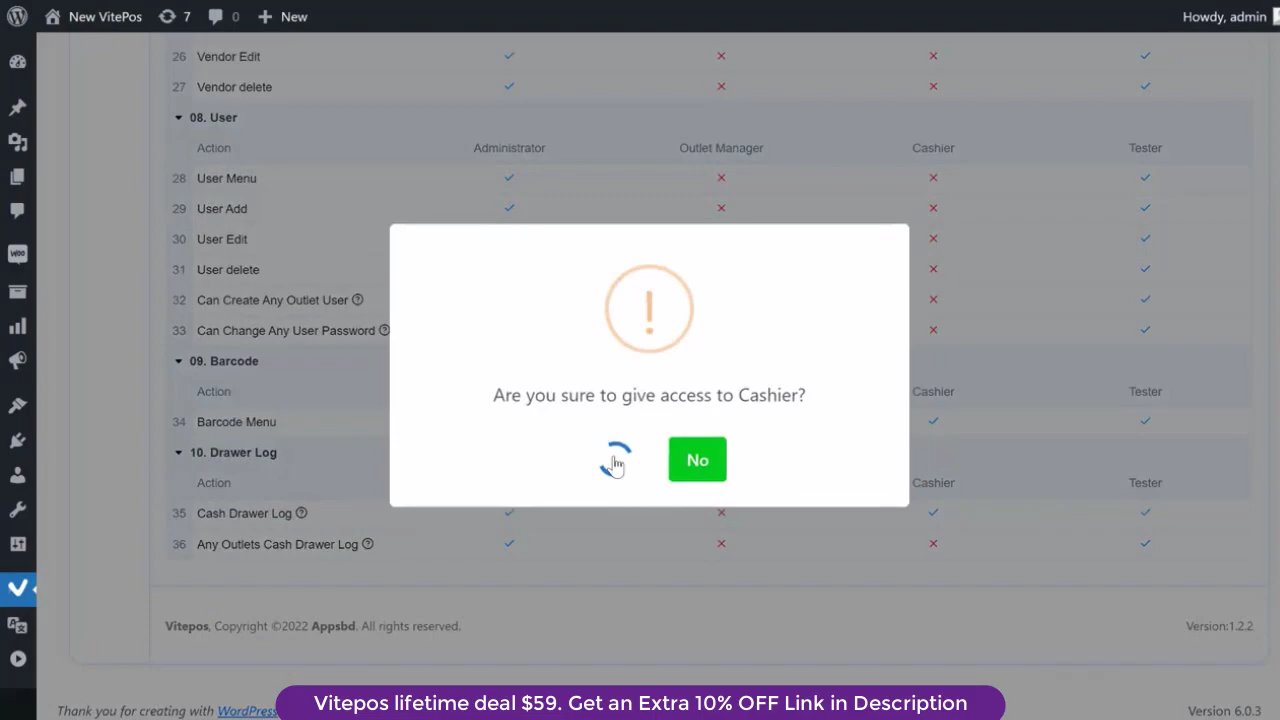 New VitePos 7 0 New Howdy, admin
26 Vendor Edit
27 Vendor delete
08. User
Action Administrator Outlet Manager Cashier Tester
28 User Menu
29 User Add
30 User Edit
31 User delete
32 Can Create Any Outlet User
33 Can Change Any User Password
Are you sure to give access to Cashier?
No
09. Barcode
Action Cashier Tester
34 Barcode Menu
10. Drawer Log
Action Cashier Tester
35 Cash Drawer Log
36 Any Outlets Cash Drawer Log
Vitepos, Copyright ©2022 Appsbd. All rights reserved. Version:1.2.2
Thank you for creating with WordPress Version 6.0.3
Vitepos lifetime deal $59. Get an Extra 10% OFF Link in Description